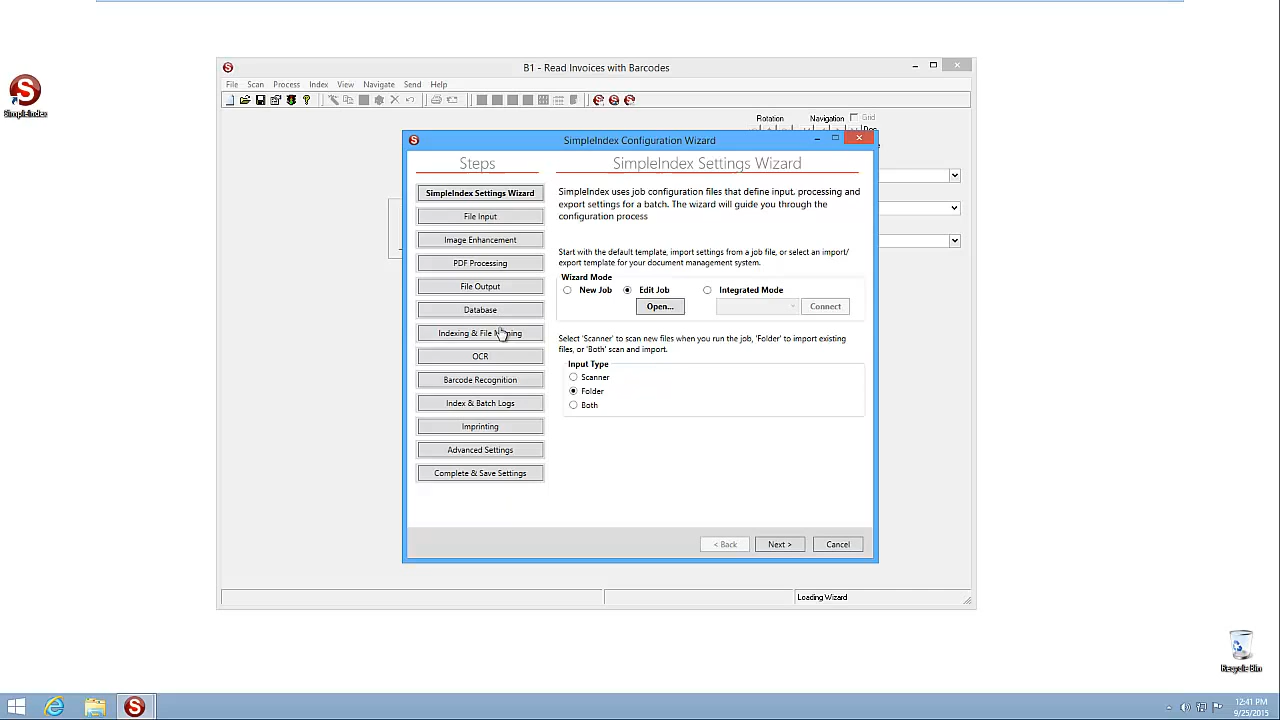 SimpleIndex
B1 - Read Invoices with Barcodes
File Scan Process Index View Navigate Send Help
Rotation Navigation Grid
SimpleIndex Configuration Wizard
Steps
SimpleIndex Settings Wizard
File Input
Image Enhancement
PDF Processing
File Output
Database
Indexing & File Naming
OCR
Barcode Recognition
Index & Batch Logs
Imprinting
Advanced Settings
Complete & Save Settings
SimpleIndex Settings Wizard
SimpleIndex uses job configuration files that define input, processing and
export settings for a batch. The wizard will guide you through the
configuration process
Start with the default template, import settings from a job file, or select an import/
export template for your document management system.
Wizard Mode
New Job Edit Job Integrated Mode
Open... Connect
Select 'Scanner' to scan new files when you run the job, 'Folder' to import existing
files, or 'Both' scan and import.
Input Type
Scanner
Folder
Both
< Back Next > Cancel
Loading Wizard
Recycle Bin
12:41 PM
9/25/2015